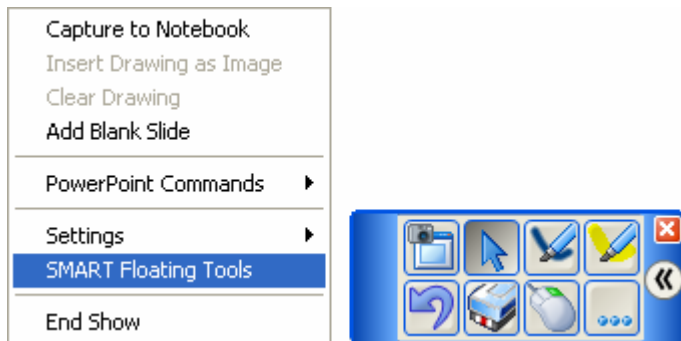 Capture to Notebook
Insert Drawing as Image
Clear Drawing
Add Blank Slide
PowerPoint Commands
Settings
SMART Floating Tools
End Show